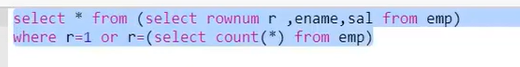 select * from (select rownum r ,ename,sal from emp)
where r=1 or r=(select count(*) from emp)